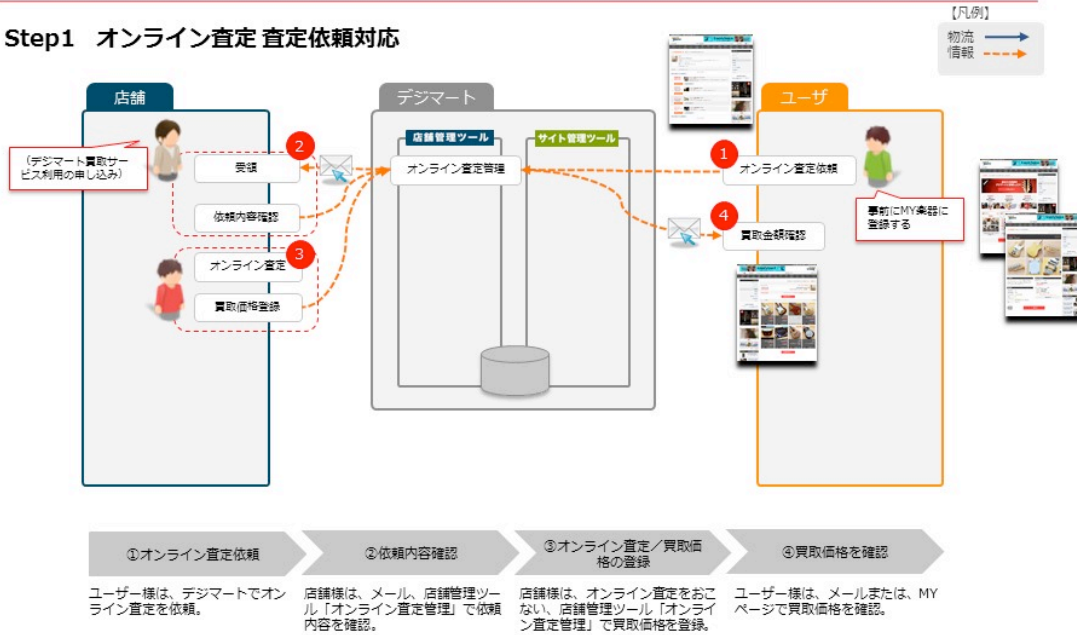 【凡例】
物流
情報
Step1 オンライン査定 査定依頼対応
店舗
デジマート
ユーザ
店舗管理ツール
サイト管理ツール
（デジマート買取サー
ビス利用の申し込み）
2
受領
オンライン査定管理
1
オンライン査定依頼
依頼内容確認
事前にMY楽器に
登録する
4
買取金額確認
3
オンライン査定
買取価格登録
①オンライン査定依頼
②依頼内容確認
③オンライン査定／買取価
格の登録
④買取価格を確認
ユーザー様は、デジマートでオン
ライン査定を依頼。
店舗様は、メール、店舗管理ツー
ル「オンライン査定管理」で依頼
内容を確認。
店舗様は、オンライン査定をおこ
ない、店舗管理ツール「オンライ
ン査定管理」で買取価格を登録。
ユーザー様は、メールまたは、MY
ページで買取価格を確認。